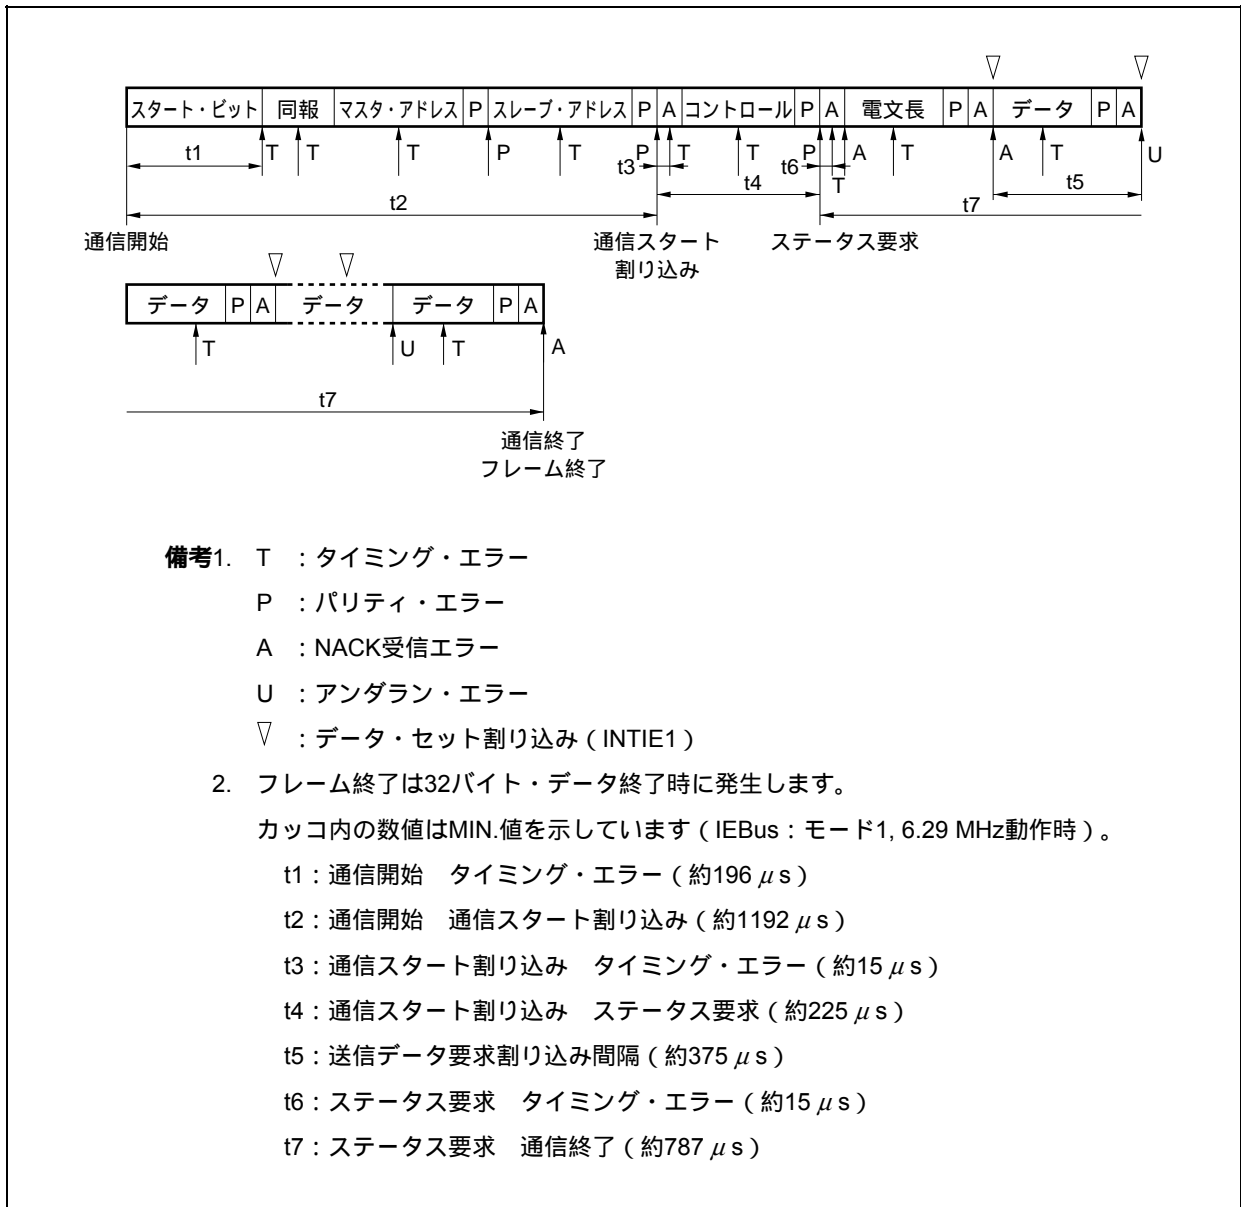 スタート・ビット 同報 マスタ・アドレス P スレーブ・アドレス P A コントロール P A 電文長 P A データ P A
t1 T T T P T P t3 T T P t6 T A T A T U
t4 t5
t2 t7
通信開始 通信スタート割り込み ステータス要求
データ P A データ データ P A
T U T A
t7
通信終了
フレーム終了
備考1. T :タイミング・エラー
P :パリティ・エラー
A :NACK受信エラー
U :アンダラン・エラー
▽ :データ・セット割り込み(INTIE1)
2. フレーム終了は32バイト・データ終了時に発生します。
カッコ内の数値はMIN.値を示しています(IEBus:モード1, 6.29 MHz動作時)。
t1:通信開始 タイミング・エラー(約196 μs)
t2:通信開始 通信スタート割り込み(約1192 μs)
t3:通信スタート割り込み タイミング・エラー(約15 μs)
t4:通信スタート割り込み ステータス要求(約225 μs)
t5:送信データ要求割り込み間隔(約375 μs)
t6:ステータス要求 タイミング・エラー(約15 μs)
t7:ステータス要求 通信終了(約787 μs)